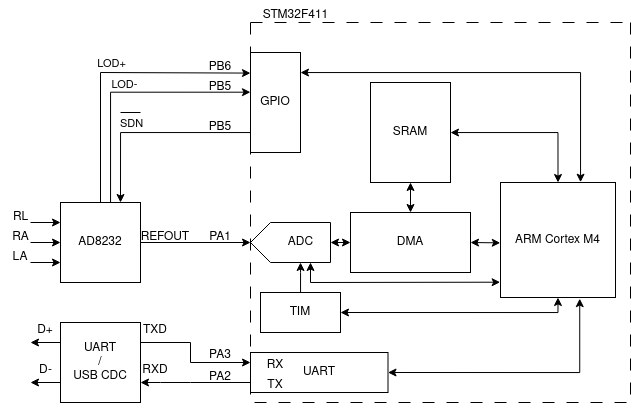 STM32F411
LOD+
PB6
LOD-
PB5
GPIO
SDN
PB5
SRAM
RL
RA
LA
AD8232
REFOUT
PA1
ADC
DMA
ARM Cortex M4
TIM
D+
D-
UART
/
USB CDC
TXD
RXD
PA3
PA2
RX
TX
UART